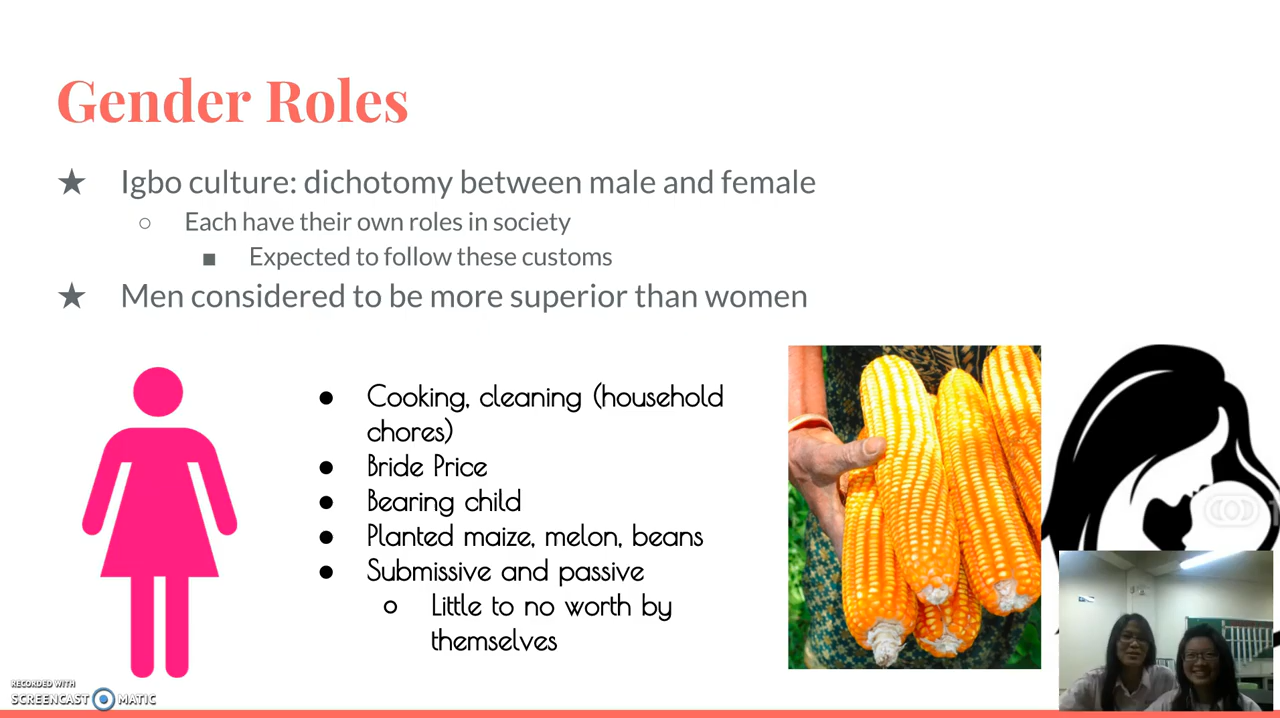 Gender Roles
★ Igbo culture: dichotomy between male and female
○ Each have their own roles in society
■ Expected to follow these customs
★ Men considered to be more superior than women
● Cooking, cleaning (household
chores)
● Bride Price
● Bearing child
● Planted maize, melon, beans
● Submissive and passive
○ Little to no worth by
themselves
RECORDED WITH
SCREENCAST MATIC